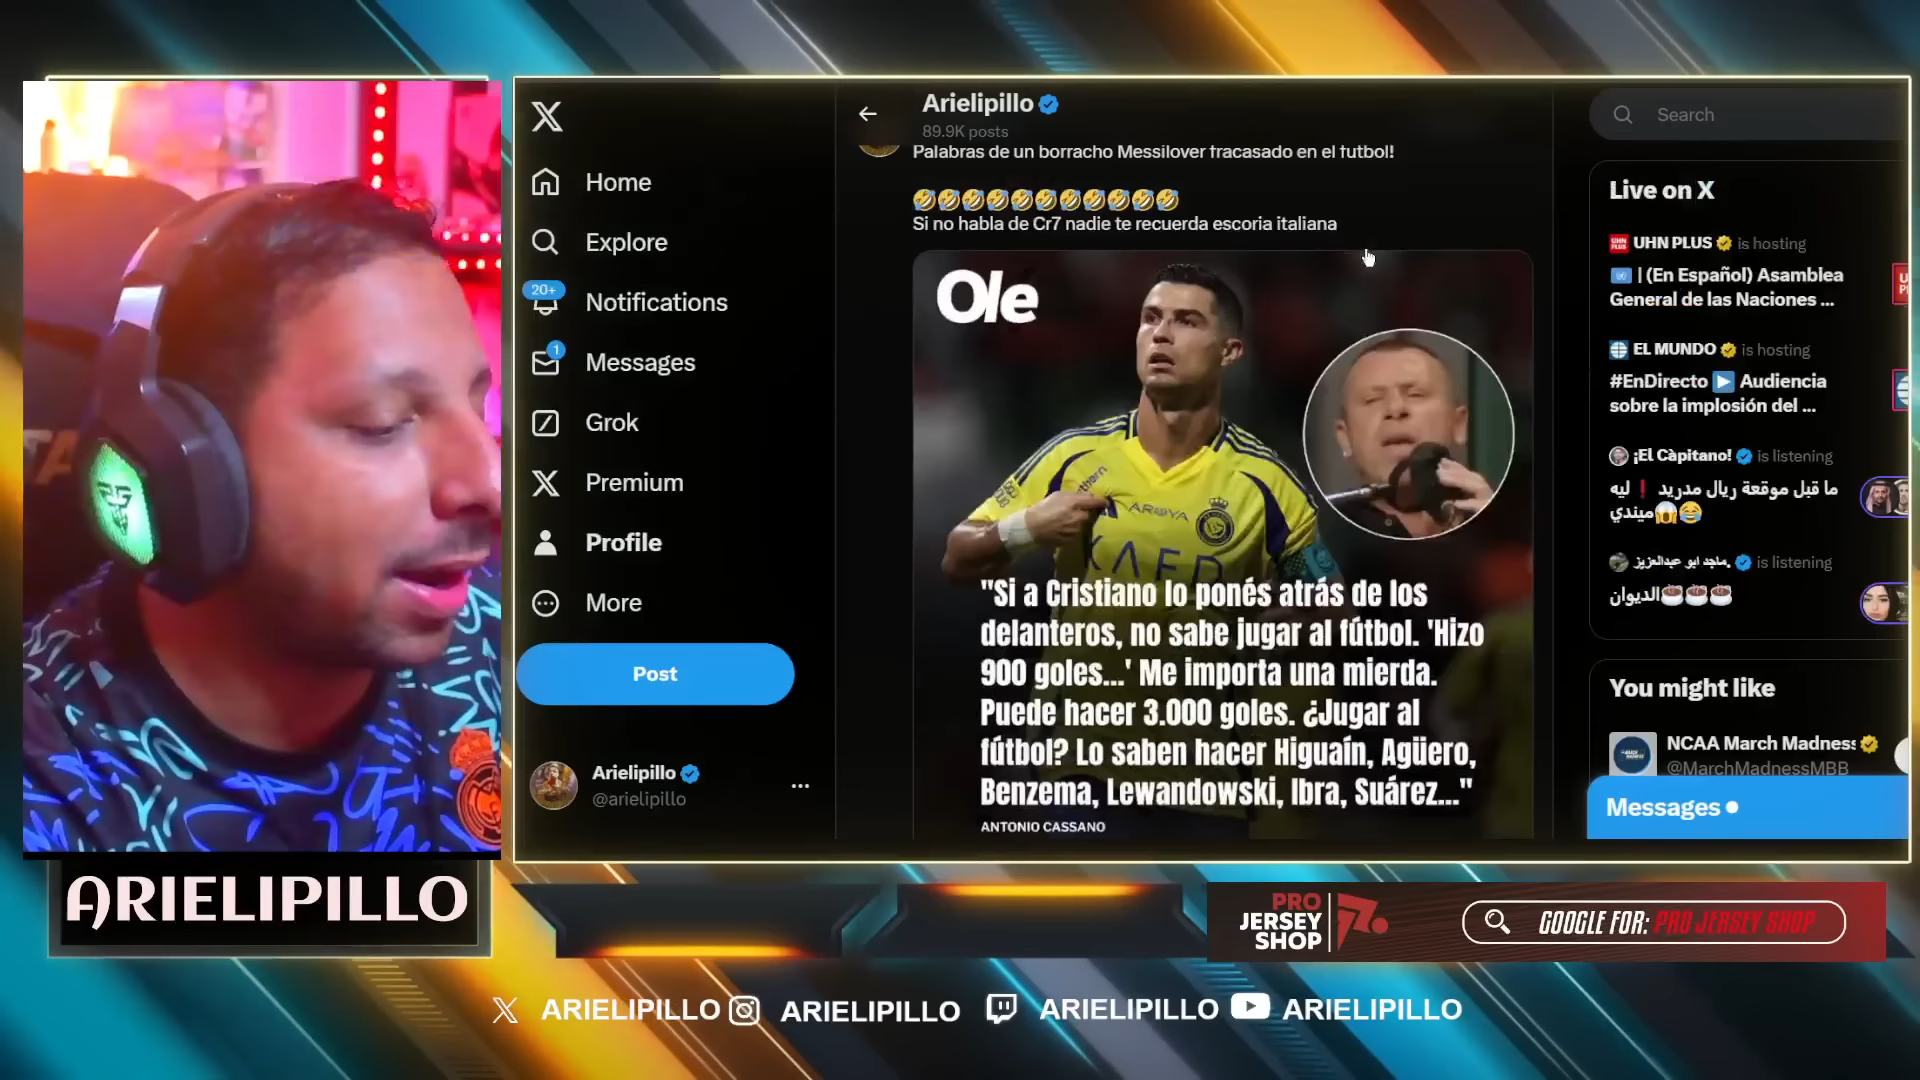 Home
Explore
20+
Notifications
1
Messages
Grok
Premium
Profile
More
Post
Arielipillo
@arielipillo
Arielipillo
89.9K posts
Palabras de un borracho Messilover fracasado en el futbol!
🤣🤣🤣🤣🤣🤣🤣🤣🤣🤣🤣
Si no habla de Cr7 nadie te recuerda escoria italiana
Ole
AROYA
KAFD
"Si a Cristiano lo ponés atrás de los
delanteros, no sabe jugar al fútbol. 'Hizo
900 goles...' Me importa una mierda.
Puede hacer 3.000 goles. ¿Jugar al
fútbol? Lo saben hacer Higuaín, Agüero,
Benzema, Lewandowski, Ibra, Suárez..."
ANTONIO CASSANO
Search
Live on X
UHN PLUS is hosting
| (En Español) Asamblea
General de las Naciones ...
EL MUNDO is hosting
#EnDirecto ▶ Audiencia
sobre la implosión del ...
¡El Càpitano! is listening
ما قبل موقعة ريال مدريد ❗ ليه
ميندي😱😂
ماجد ابو عبدالعزيز. is listening
الديوان☕☕☕
You might like
NCAA March Madness
@MarchMadnessMBB
Messages
ARIELIPILLO
PRO
JERSEY
SHOP
GOOGLE FOR: PRO JERSEY SHOP
ARIELIPILLO
ARIELIPILLO
ARIELIPILLO
ARIELIPILLO